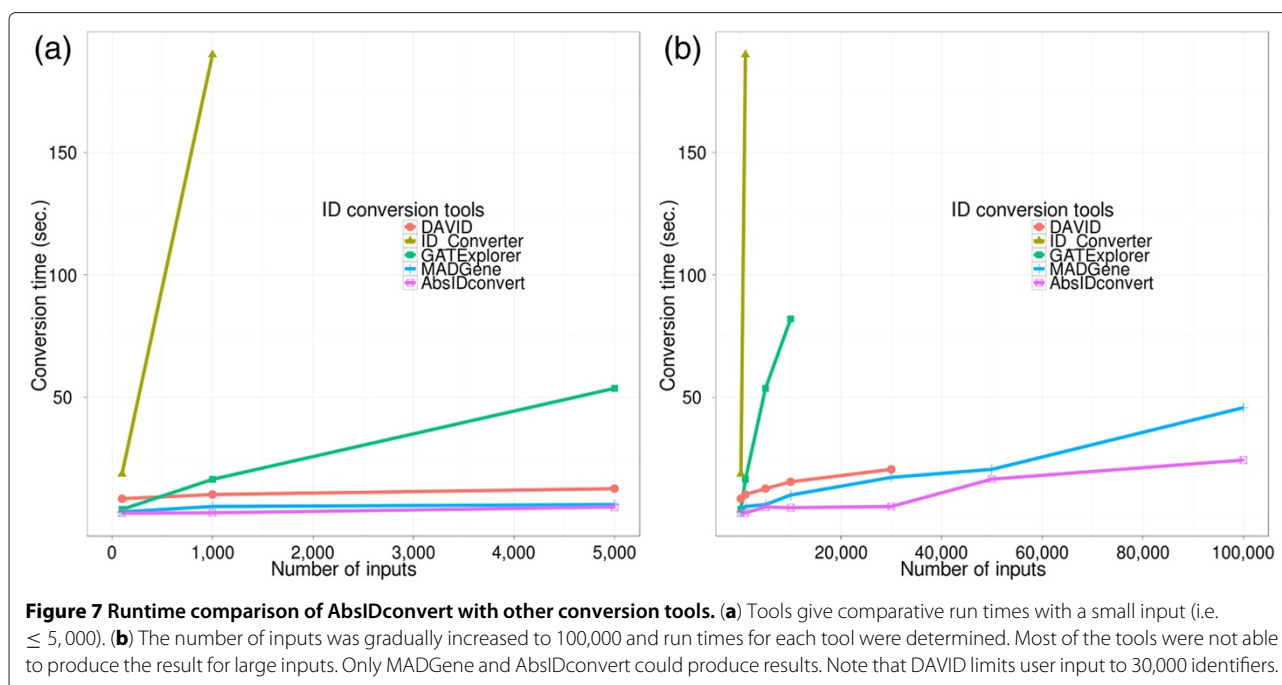 (a)
Conversion time (sec.)
150
100
50
ID conversion tools
DAVID
ID_Converter
GATExplorer
MADGene
AbsIDconvert
0 1,000 2,000 3,000 4,000 5,000
Number of inputs
(b)
Conversion time (sec.)
150
100
50
ID conversion tools
DAVID
ID_Converter
GATExplorer
MADGene
AbsIDconvert
20,000 40,000 60,000 80,000 100,000
Number of inputs
Figure 7 Runtime comparison of AbsIDconvert with other conversion tools. (a) Tools give comparative run times with a small input (i.e.
≤ 5,000). (b) The number of inputs was gradually increased to 100,000 and run times for each tool were determined. Most of the tools were not able
to produce the result for large inputs. Only MADGene and AbsIDconvert could produce results. Note that DAVID limits user input to 30,000 identifiers.